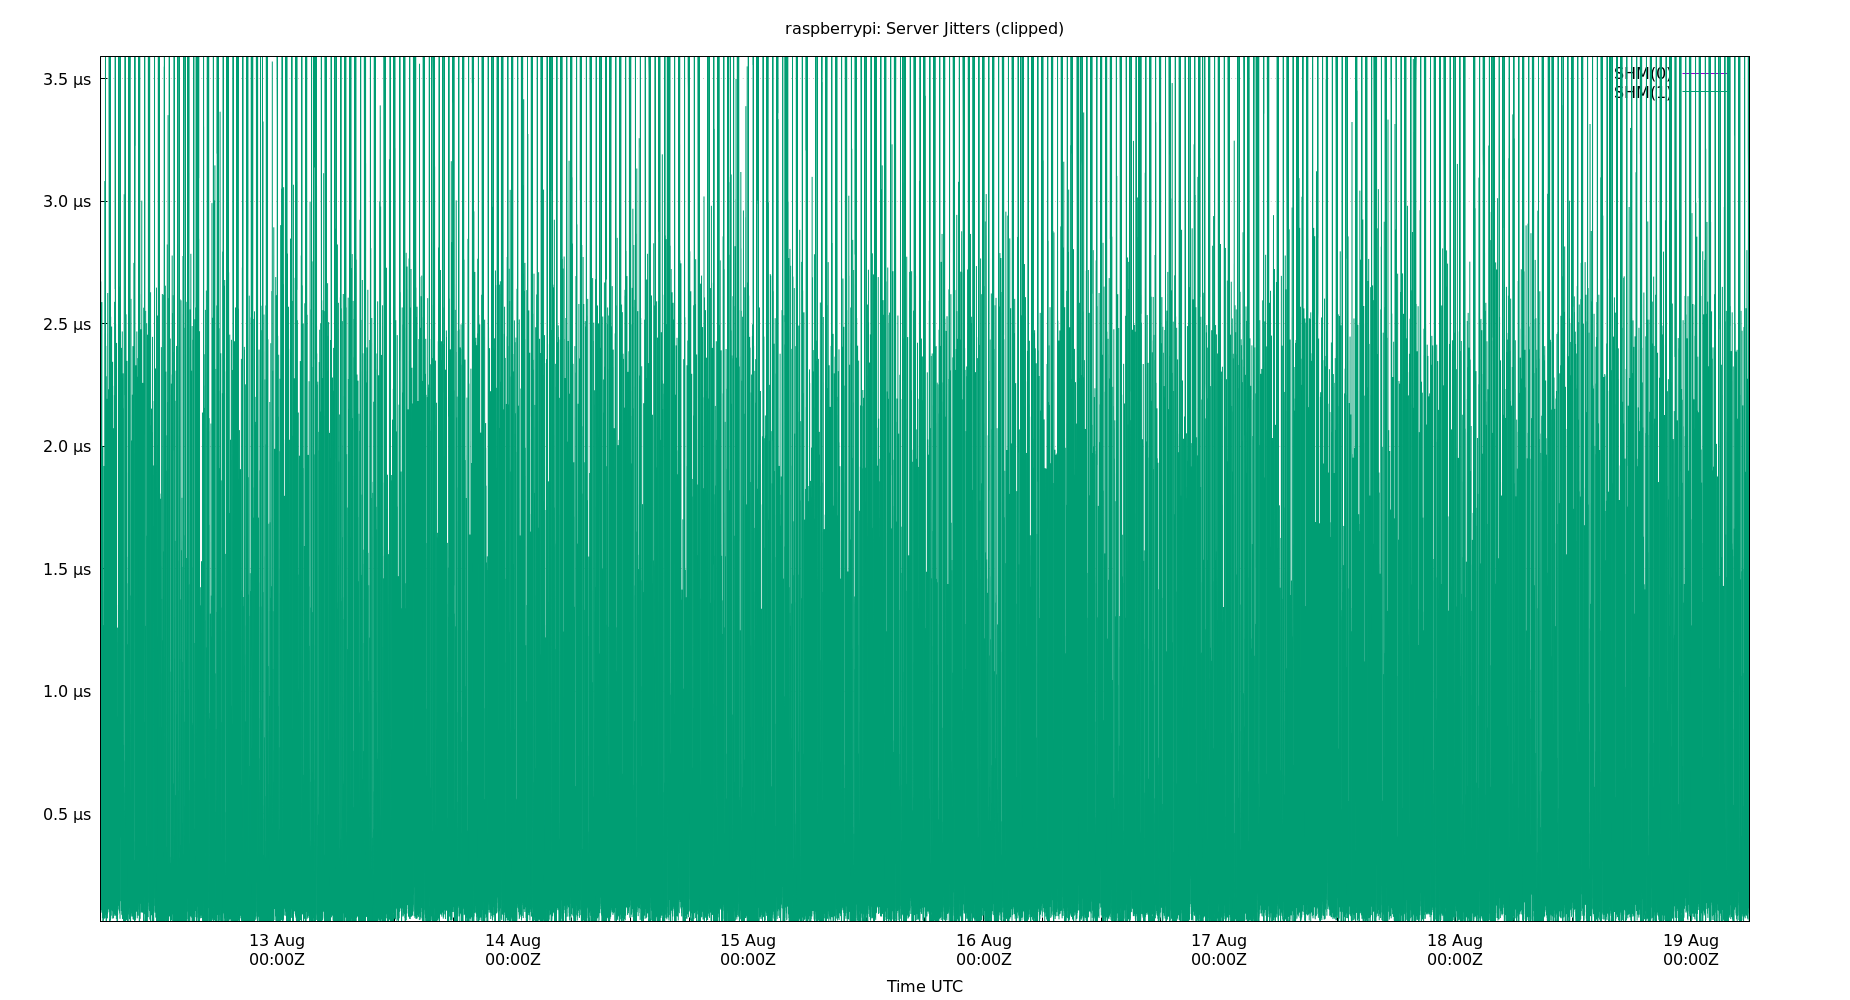 raspberrypi: Server Jitters (clipped)
SHM(0)
SHM(1)
3.5 µs
3.0 µs
2.5 µs
2.0 µs
1.5 µs
1.0 µs
0.5 µs
13 Aug 14 Aug 15 Aug 16 Aug 17 Aug 18 Aug 19 Aug
00:00Z 00:00Z 00:00Z 00:00Z 00:00Z 00:00Z 00:00Z
Time UTC